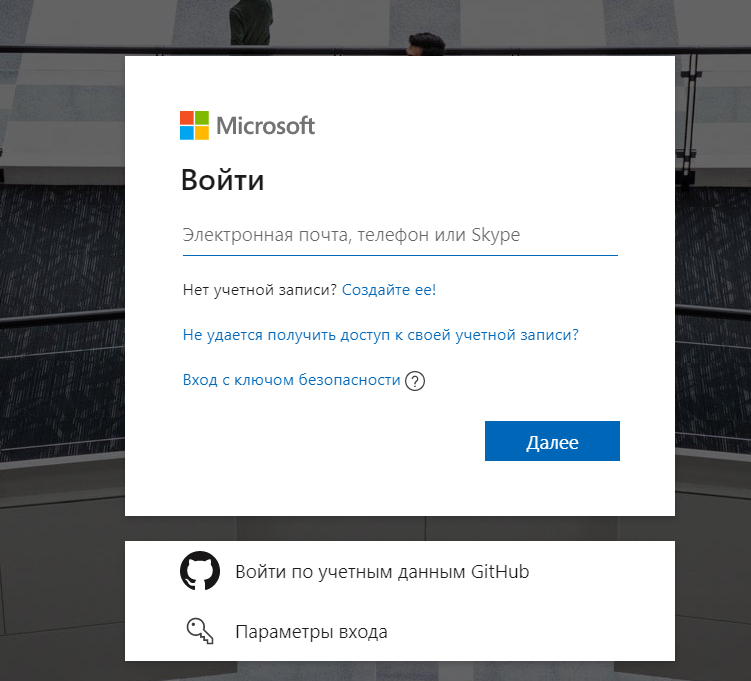 Microsoft
Войти
Электронная почта, телефон или Skype
Нет учетной записи? Создайте ее!
Не удается получить доступ к своей учетной записи?
Вход с ключом безопасности ?
Далее
Войти по учетным данным GitHub
Параметры входа